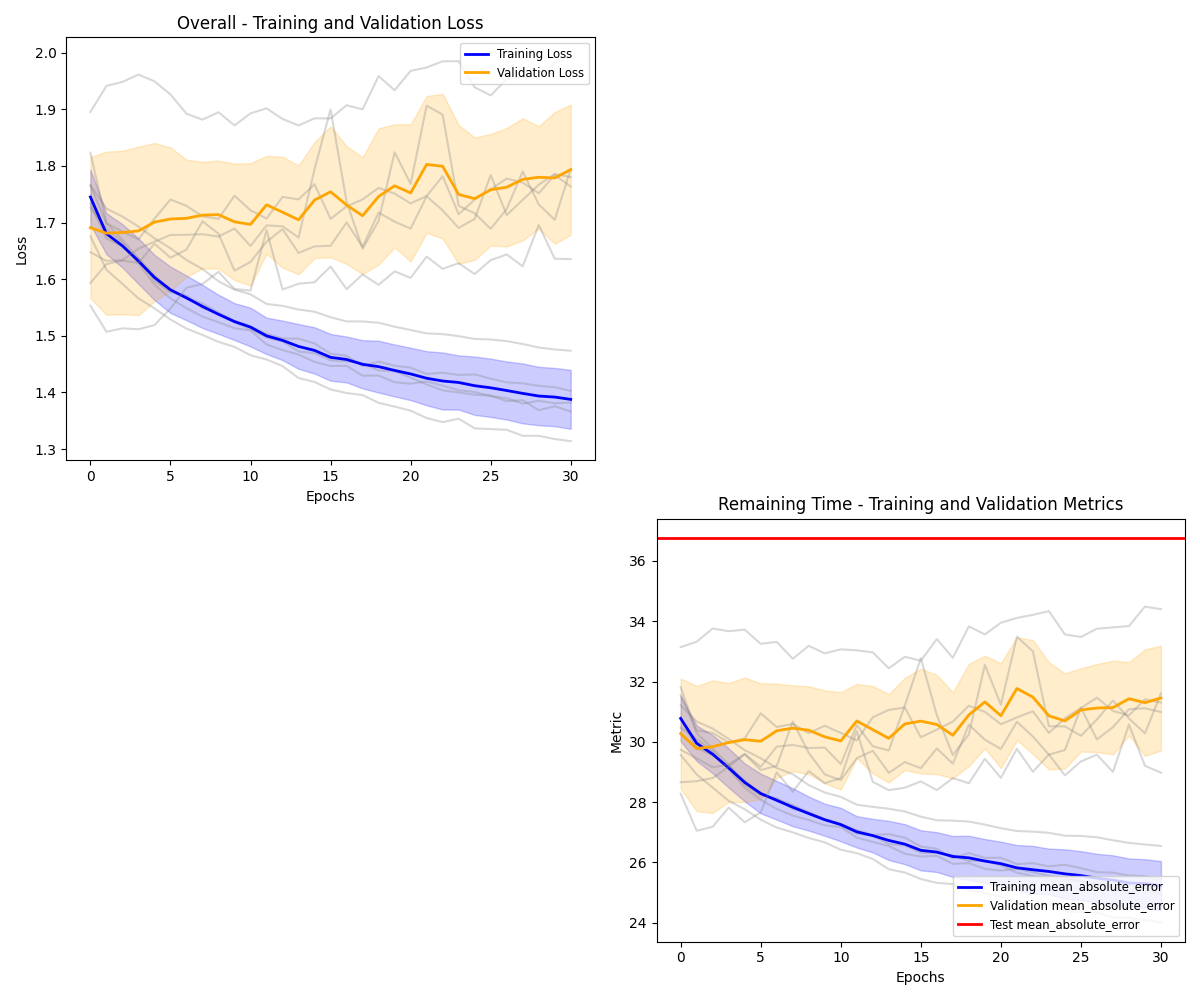 Overall - Training and Validation Loss
Training Loss
Validation Loss
2.0
1.9
1.8
1.7
1.6
1.5
1.4
1.3
Loss
0 5 10 15 20 25 30
Epochs
Remaining Time - Training and Validation Metrics
36
34
32
30
28
26
24
Metric
Training mean_absolute_error
Validation mean_absolute_error
Test mean_absolute_error
0 5 10 15 20 25 30
Epochs